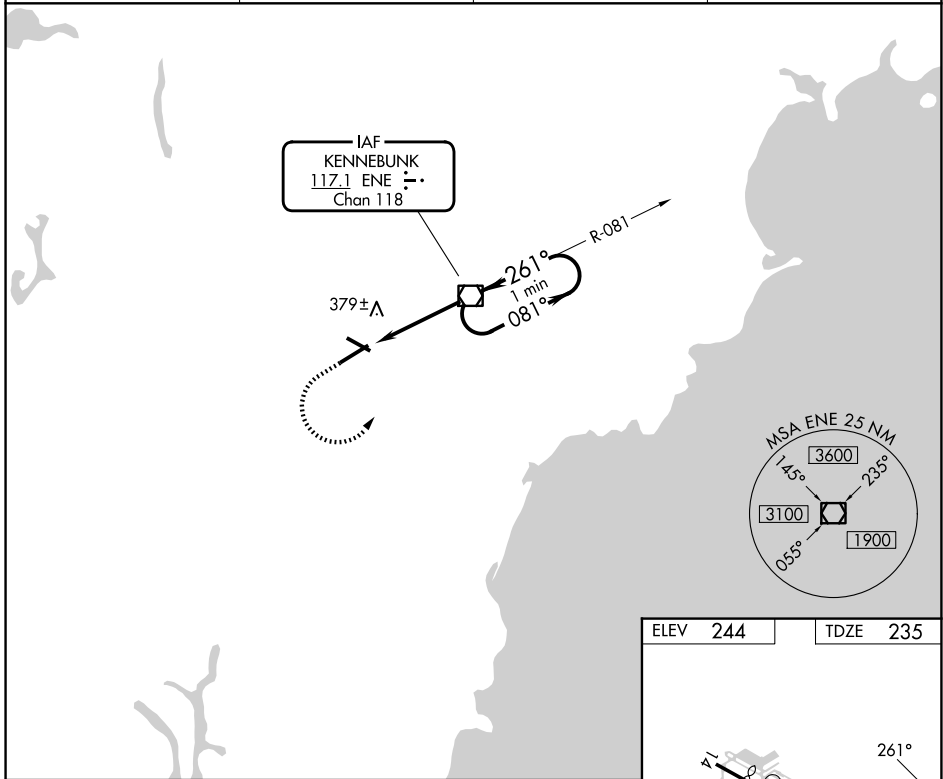 IAF
KENNEBUNK
117.1 ENE
Chan 118
R-081
261°
1 min
081°
379±
MSA ENE 25 NM
3600
145°
235°
3100
1900
055°
ELEV 244
TDZE 235
261°
14